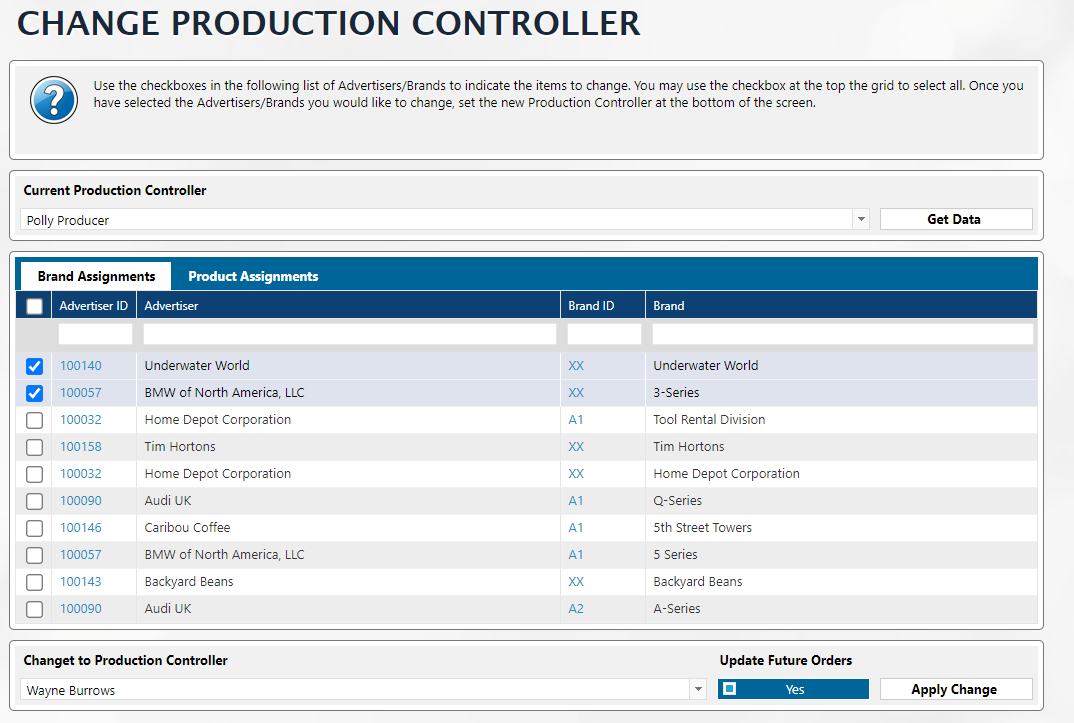 CHANGE PRODUCTION CONTROLLER
?
Use the checkboxes in the following list of Advertisers/Brands to indicate the items to change. You may use the checkbox at the top the grid to select all. Once you
have selected the Advertisers/Brands you would like to change, set the new Production Controller at the bottom of the screen.
Current Production Controller
Polly Producer Get Data
Brand Assignments Product Assignments
Advertiser ID Advertiser Brand ID Brand
100140 Underwater World XX Underwater World
100057 BMW of North America, LLC XX 3-Series
100032 Home Depot Corporation A1 Tool Rental Division
100158 Tim Hortons XX Tim Hortons
100032 Home Depot Corporation XX Home Depot Corporation
100090 Audi UK A1 Q-Series
100146 Caribou Coffee A1 5th Street Towers
100057 BMW of North America, LLC A1 5 Series
100143 Backyard Beans XX Backyard Beans
100090 Audi UK A2 A-Series
Changet to Production Controller Update Future Orders
Wayne Burrows Yes Apply Change